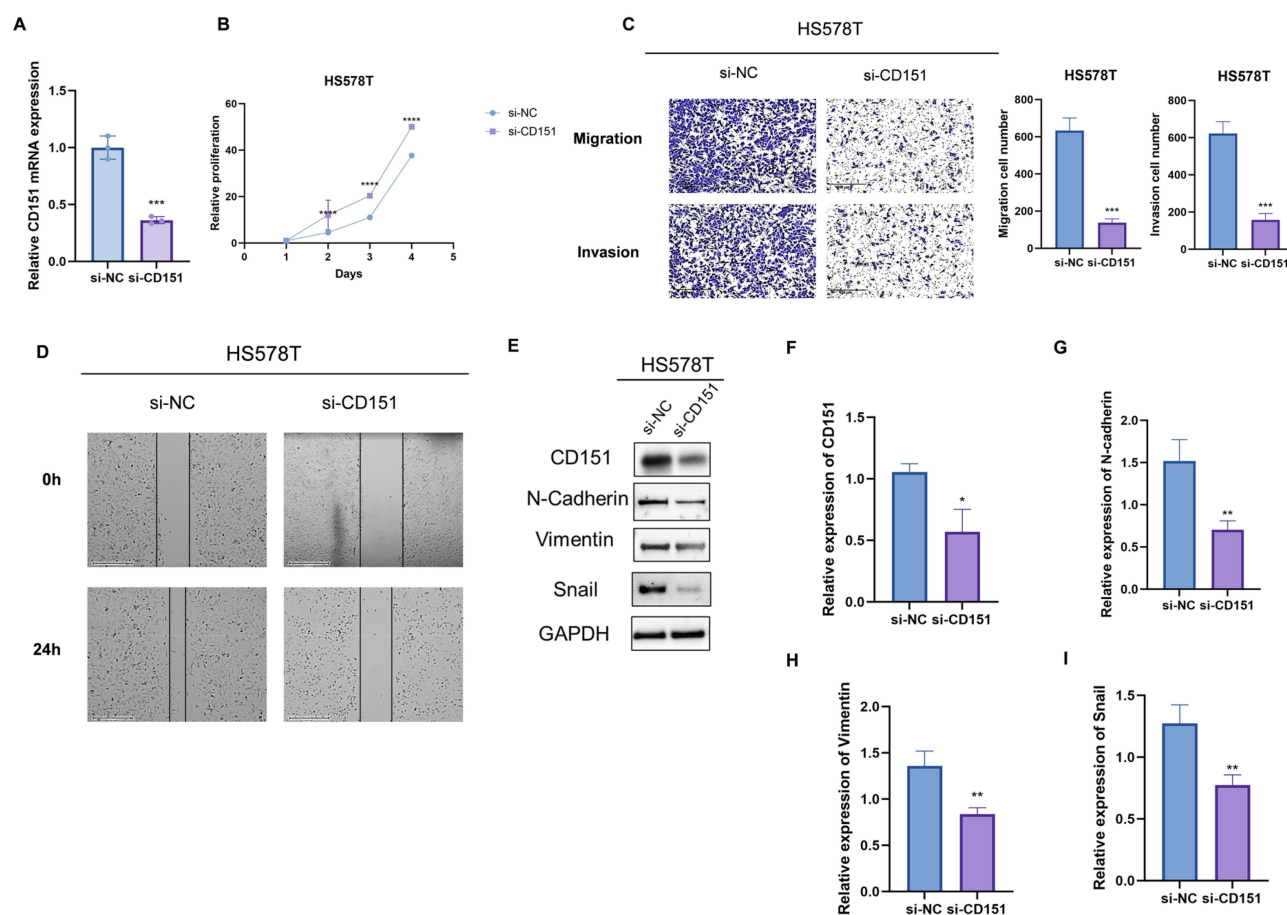 A
Relative CD151 mRNA expression
1.5
1.0
0.5
0.0
***
si-NC si-CD151
B
HS578T
Relative proliferation
60
40
20
0
****
****
****
0 1 2 3 4 5
Days
si-NC
si-CD151
C
HS578T
si-NC si-CD151
Migration
Invasion
HS578T
Migration cell number
800
600
400
200
0
***
si-NC si-CD151
HS578T
Invasion cell number
800
600
400
200
0
***
si-NC si-CD151
D
HS578T
si-NC si-CD151
0h
24h
E
HS578T
si-NC si-CD151
CD151
N-Cadherin
Vimentin
Snail
GAPDH
F
Relative expression of CD151
1.5
1.0
0.5
0.0
*
si-NC si-CD151
G
Relative expression of N-cadherin
2.0
1.5
1.0
0.5
0.0
**
si-NC si-CD151
H
Relative expression of Vimentin
2.0
1.5
1.0
0.5
0.0
**
si-NC si-CD151
I
Relative expression of Snail
1.5
1.0
0.5
0.0
**
si-NC si-CD151